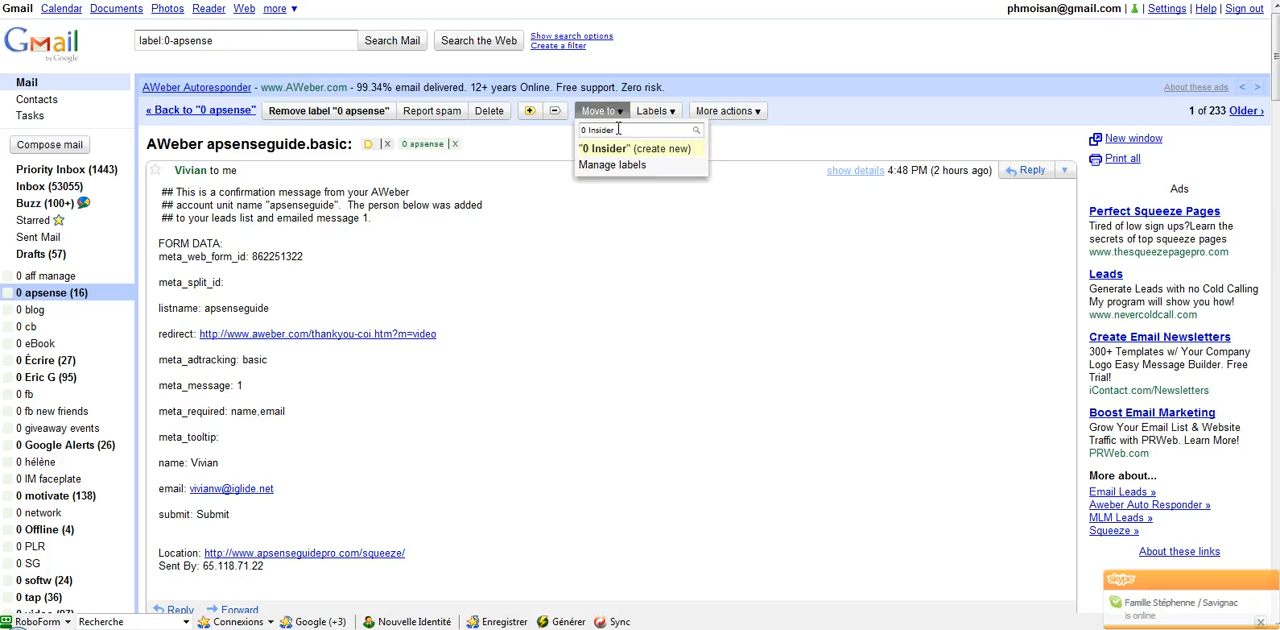 Gmail Calendar Documents Photos Reader Web more ▼
phmoisan@gmail.com | Settings | Help | Sign out
Gmail by Google
label:0-apsense Search Mail Search the Web Show search options
Create a filter
Mail
Contacts
Tasks
Compose mail
Priority Inbox (1443)
Inbox (53055)
Buzz (100+)
Starred
Sent Mail
Drafts (57)
0 aff manage
0 apsense (16)
0 blog
0 cb
0 eBook
0 Écrire (27)
0 Eric G (95)
0 fb
0 fb new friends
0 giveaway events
0 Google Alerts (26)
0 hélène
0 IM faceplate
0 motivate (138)
0 network
0 Offline (4)
0 PLR
0 SG
0 softw (24)
0 tap (36)
AWeber Autoresponder - www.AWeber.com - 99.34% email delivered. 12+ years Online. Free support. Zero risk. About these ads < >
« Back to "0 apsense" Remove label "0 apsense" Report spam Delete Move to ▼ Labels ▼ More actions ▼ 1 of 233 Older ›
0 Insider
"0 Insider" (create new)
Manage labels
AWeber apsenseguide.basic: X 0 apsense X
Vivian to me show details 4:48 PM (2 hours ago) Reply ▼
## This is a confirmation message from your AWeber
## account unit name "apsenseguide". The person below was added
## to your leads list and emailed message 1.
FORM DATA:
meta_web_form_id: 862251322
meta_split_id:
listname: apsenseguide
redirect: http://www.aweber.com/thankyou-coi.htm?m=video
meta_adtracking: basic
meta_message: 1
meta_required: name,email
meta_tooltip:
name: Vivian
email: vivianw@iglide.net
submit: Submit
Location: http://www.apsenseguidepro.com/squeeze/
Sent By: 65.118.71.22
Reply Forward
New window
Print all
Ads
Perfect Squeeze Pages
Tired of low sign ups?Learn the
secrets of top squeeze pages
www.thesqueezepagepro.com
Leads
Generate Leads with no Cold Calling
My program will show you how!
www.nevercoldcall.com
Create Email Newsletters
300+ Templates w/ Your Company
Logo Easy Message Builder. Free
Trial!
iContact.com/Newsletters
Boost Email Marketing
Grow Your Email List & Website
Traffic with PRWeb. Learn More!
PRWeb.com
More about...
Email Leads »
Aweber Auto Responder »
MLM Leads »
Squeeze »
About these links
skype
Famille Stéphenne / Savignac
is online
RoboForm ▼ Recherche ▼ Connexions ▼ Google (+3) Nouvelle Identité Enregistrer Générer Sync